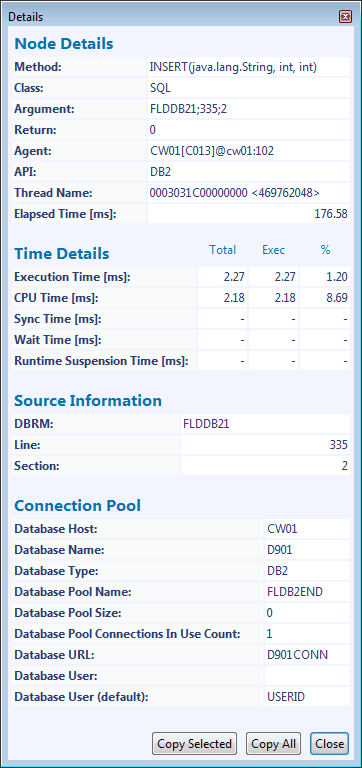 Details
Node Details
Method: INSERT(java.lang.String, int, int)
Class: SQL
Argument: FLDDB21;335;2
Return: 0
Agent: CW01[C013]@cw01:102
API: DB2
Thread Name: 0003031C00000000 <469762048>
Elapsed Time [ms]: 176.58
Time Details Total Exec %
Execution Time [ms]: 2.27 2.27 1.20
CPU Time [ms]: 2.18 2.18 8.69
Sync Time [ms]: - - -
Wait Time [ms]: - - -
Runtime Suspension Time [ms]: - - -
Source Information
DBRM: FLDDB21
Line: 335
Section: 2
Connection Pool
Database Host: CW01
Database Name: D901
Database Type: DB2
Database Pool Name: FLDB2END
Database Pool Size: 0
Database Pool Connections In Use Count: 1
Database URL: D901CONN
Database User:
Database User (default): USERID
Copy Selected Copy All Close